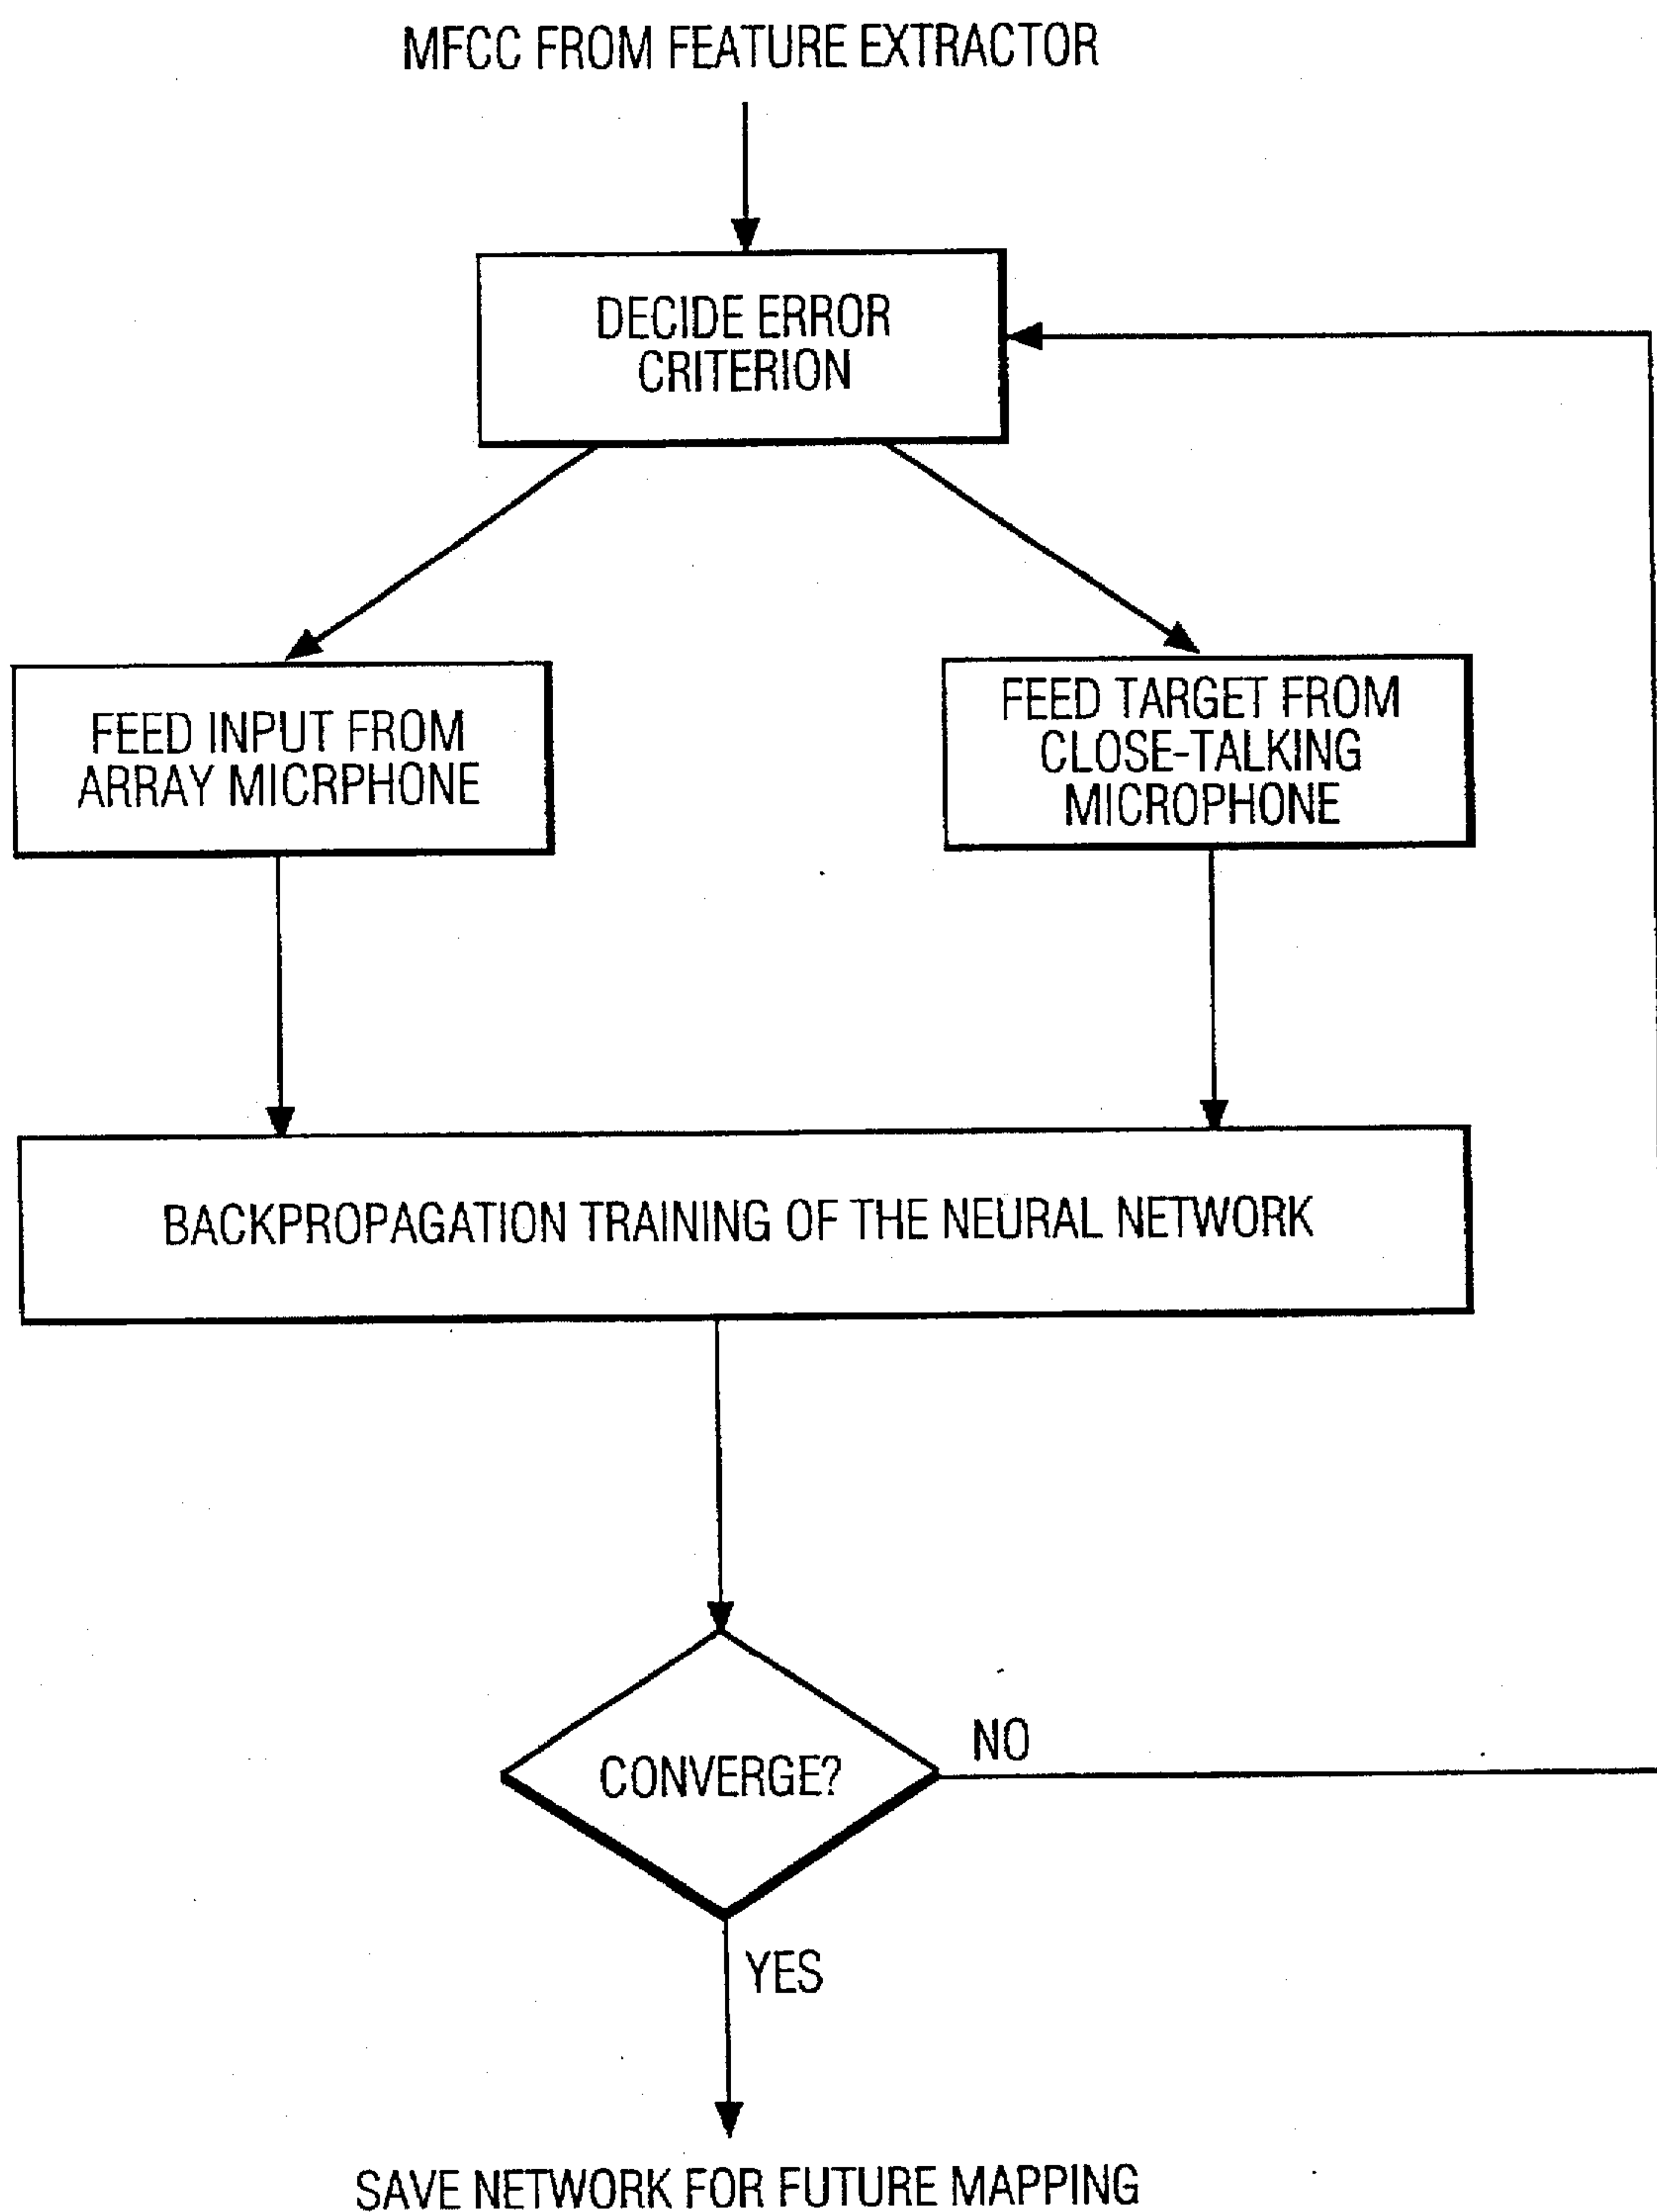 MFCC FROM FEATURE EXTRACTOR
DECIDE ERROR
CRITERION
FEED INPUT FROM
ARRAY MICRPHONE
FEED TARGET FROM
CLOSE-TALKING
MICROPHONE
BACKPROPAGATION TRAINING OF THE NEURAL NETWORK
CONVERGE?
NO
YES
SAVE NETWORK FOR FUTURE MAPPING